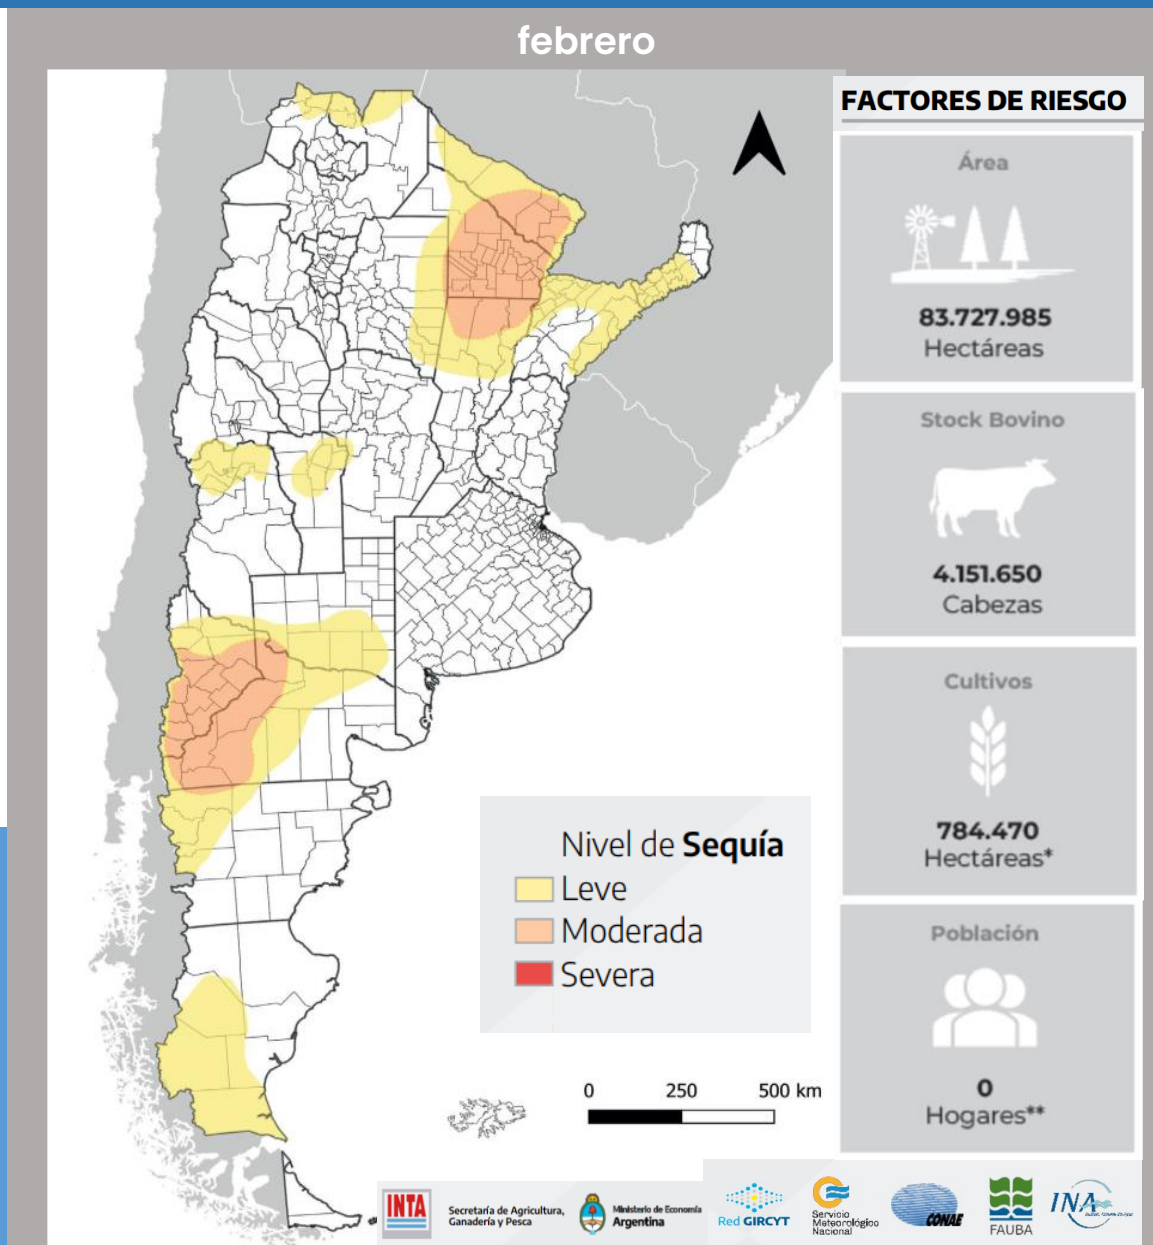 febrero
FACTORES DE RIESGO
Área
83.727.985
Hectáreas
Stock Bovino
4.151.650
Cabezas
Cultivos
784.470
Hectáreas*
Población
0
Hogares**
Nivel de Sequía
Leve
Moderada
Severa
0 250 500 km
INTA
Secretaría de Agricultura,
Ganadería y Pesca
Ministerio de Economía
Argentina
Red GIRCYT
Servicio
Meteorológico
Nacional
CONAE
FAUBA
INA